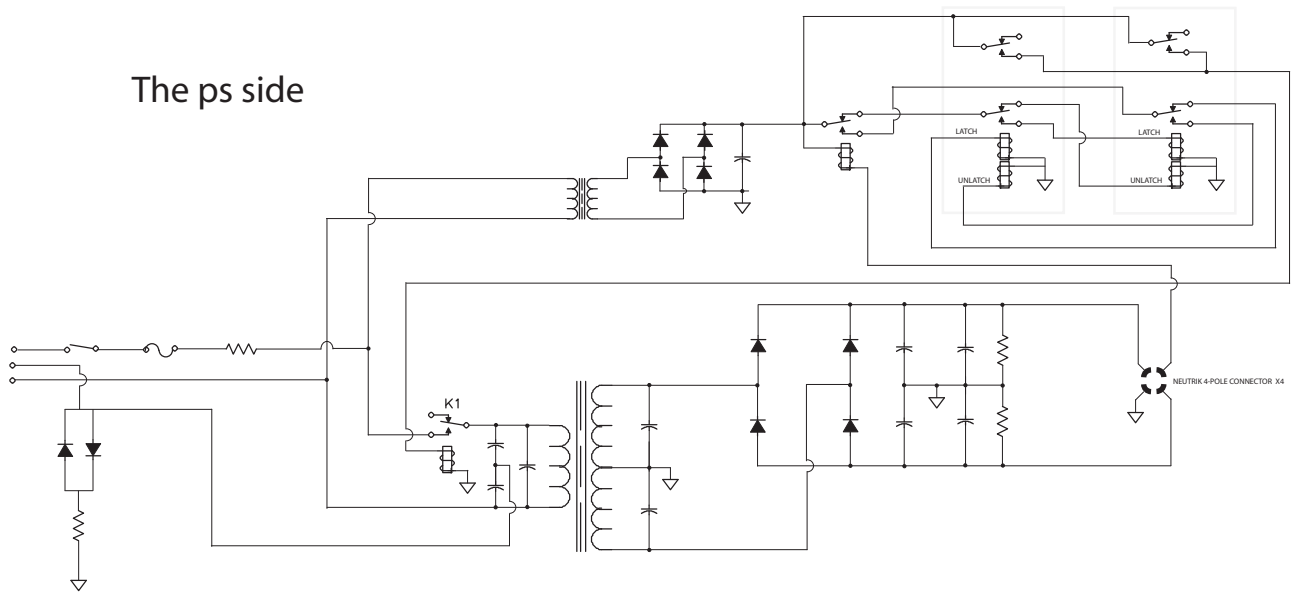 The ps side
LATCH
LATCH
UNLATCH
UNLATCH
NEUTRIK 4-POLE CONNECTOR X4
K1